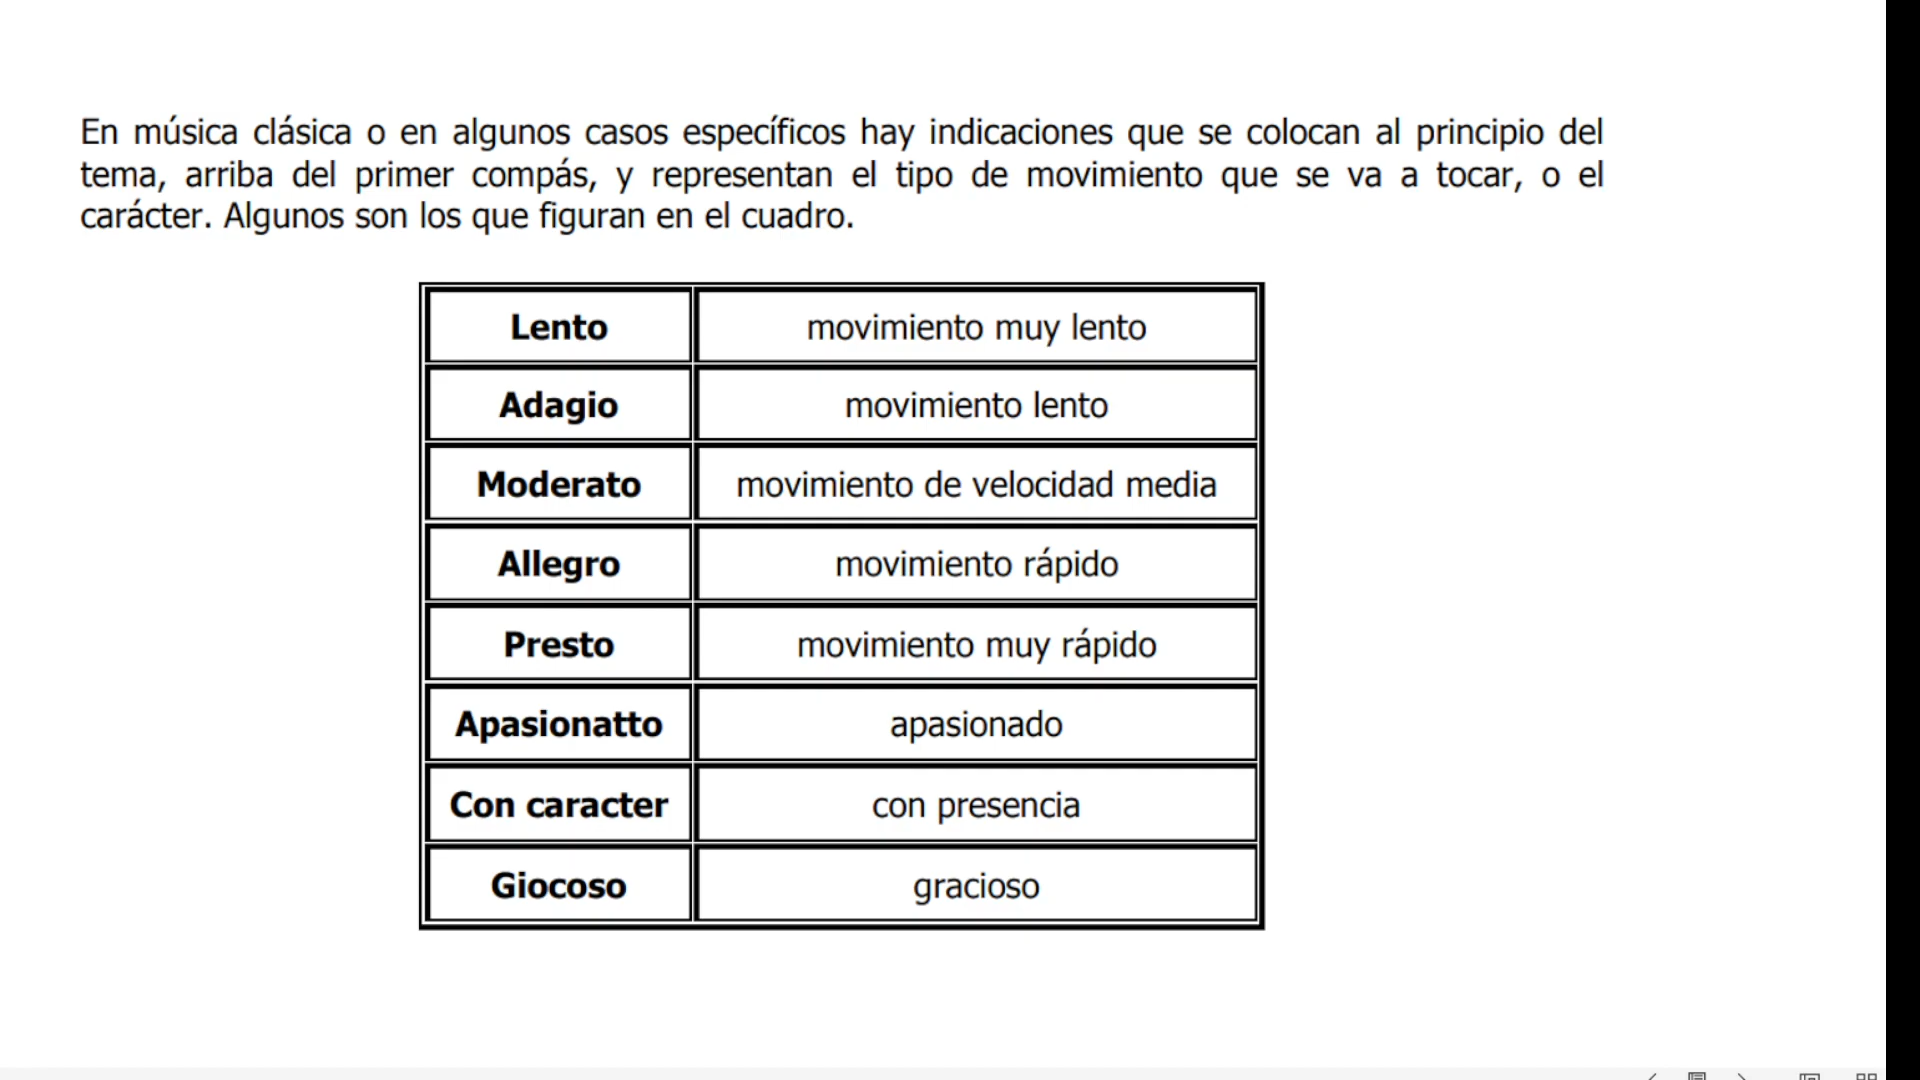 En música clásica o en algunos casos específicos hay indicaciones que se colocan al principio del
tema, arriba del primer compás, y representan el tipo de movimiento que se va a tocar, o el
carácter. Algunos son los que figuran en el cuadro.
Lento movimiento muy lento
Adagio movimiento lento
Moderato movimiento de velocidad media
Allegro movimiento rápido
Presto movimiento muy rápido
Apasionatto apasionado
Con caracter con presencia
Giocoso gracioso